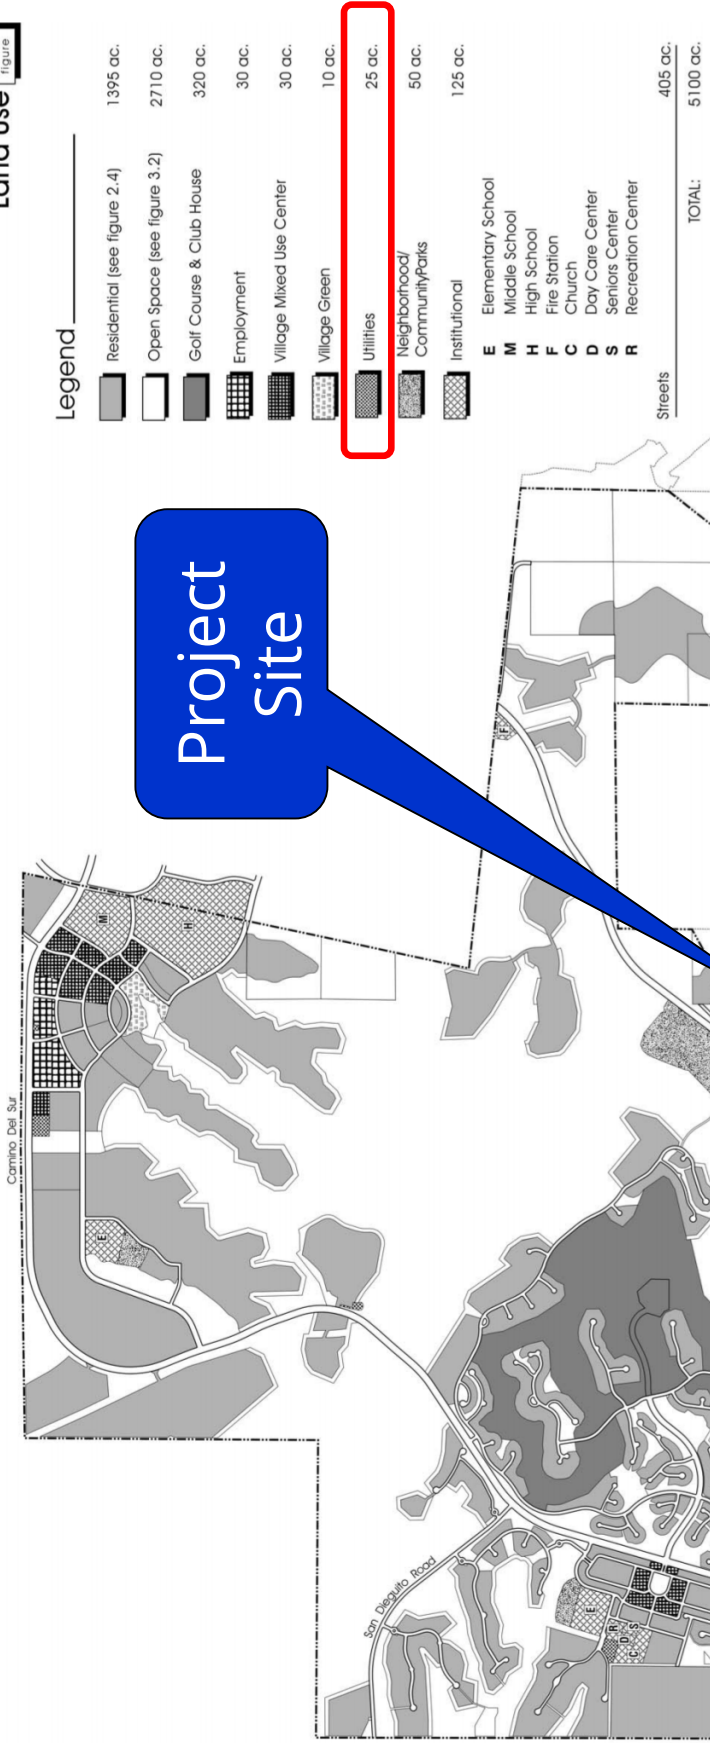 Land Use
figure
Legend
Residential (see figure 2.4) 1395 ac.
Open Space (see figure 3.2) 2710 ac.
Golf Course & Club House 320 ac.
Employment 30 ac.
Village Mixed Use Center 30 ac.
Village Green 10 ac.
Utilities 25 ac.
Neighborhood/
CommunityParks 50 ac.
Institutional 125 ac.
E Elementary School
M Middle School
H High School
F Fire Station
C Church
D Day Care Center
S Seniors Center
R Recreation Center
Streets 405 ac.
TOTAL: 5100 ac.
Project
Site
F
M
H
Camino Del Sur
E
San Dieguito Road
E
R
C D S